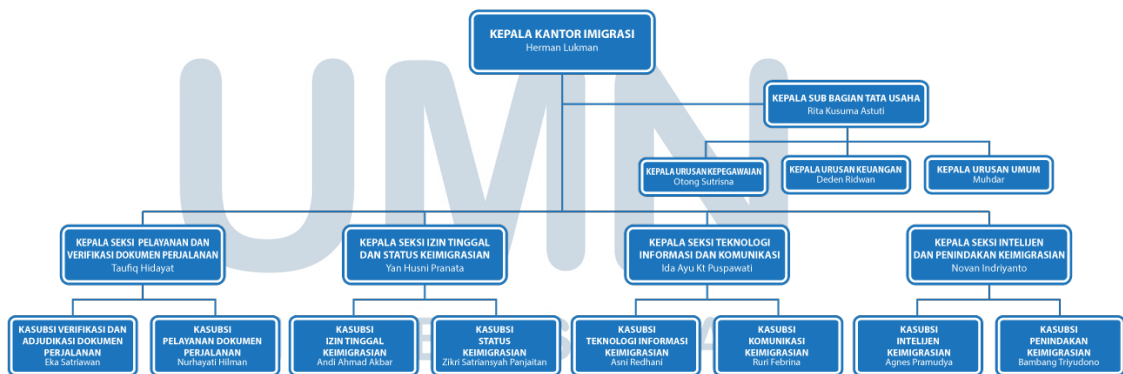 KEPALA KANTOR IMIGRASI
Herman Lukman
KEPALA SUB BAGIAN TATA USAHA
Rita Kusuma Astuti
KEPALA URUSAN KEPEGAWAIAN
Otong Sutrisna
KEPALA URUSAN KEUANGAN
Deden Ridwan
KEPALA URUSAN UMUM
Muhdar
KEPALA SEKSI PELAYANAN DAN
VERIFIKASI DOKUMEN PERJALANAN
Taufiq Hidayat
KEPALA SEKSI IZIN TINGGAL
DAN STATUS KEIMIGRASIAN
Yan Husni Pranata
KEPALA SEKSI TEKNOLOGI
INFORMASI DAN KOMUNIKASI
Ida Ayu Kt Puspawati
KEPALA SEKSI INTELIJEN
DAN PENINDAKAN KEIMIGRASIAN
Novan Indriyanto
KASUBSI VERIFIKASI DAN
ADJUDIKASI DOKUMEN
PERJALANAN
Eka Satriawan
KASUBSI
PELAYANAN DOKUMEN
PERJALANAN
Nurhayati Hilman
KASUBSI
IZIN TINGGAL
KEIMIGRASIAN
Andi Ahmad Akbar
KASUBSI
STATUS
KEIMIGRASIAN
Zikri Satriansyah Panjaitan
KASUBSI
TEKNOLOGI INFORMASI
KEIMIGRASIAN
Asni Redhani
KASUBSI
KOMUNIKASI
KEIMIGRASIAN
Ruri Febrina
KASUBSI
INTELIJEN
KEIMIGRASIAN
Agnes Pramudya
KASUBSI
PENINDAKAN
KEIMIGRASIAN
Bambang Triyudono
UMN